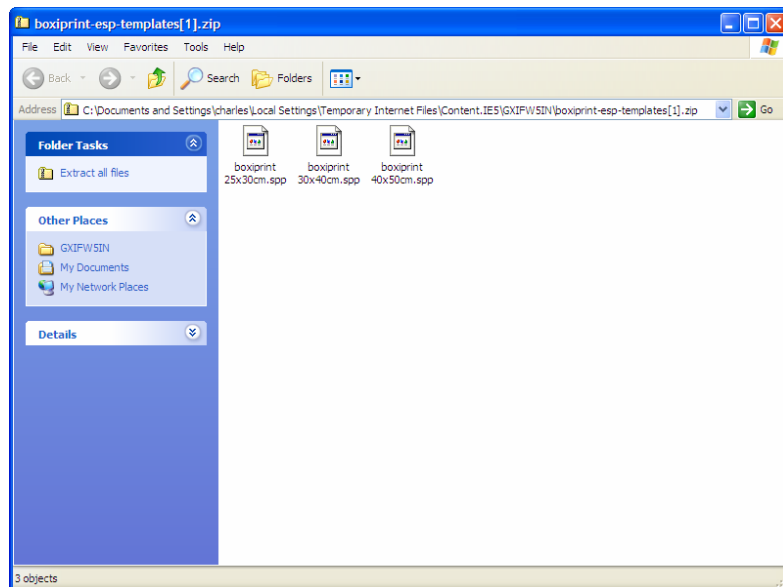 boxiprint-esp-templates[1].zip
File Edit View Favorites Tools Help
Back Search Folders
Address C:\Documents and Settings\charles\Local Settings\Temporary Internet Files\Content.IE5\GXIFW5IN\boxiprint-esp-templates[1].zip Go
Folder Tasks
Extract all files
Other Places
GXIFW5IN
My Documents
My Network Places
Details
boxiprint
25x30cm.spp
boxiprint
30x40cm.spp
boxiprint
40x50cm.spp
3 objects